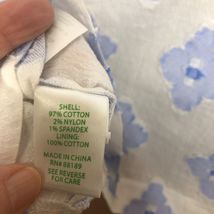 SHELL:
97% COTTON
2% NYLON
1% SPANDEX
LINING:
100% COTTON
MADE IN CHINA
RN# 88189
SEE REVERSE
FOR CARE